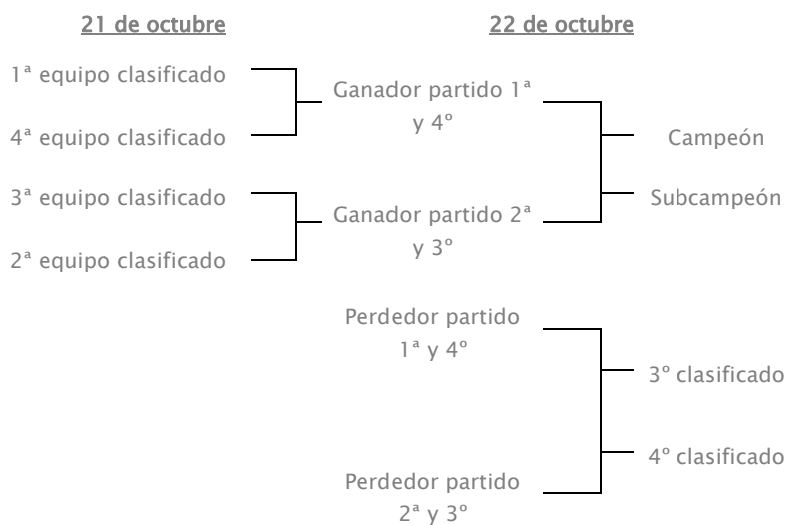 21 de octubre
22 de octubre
1ª equipo clasificado
4ª equipo clasificado
3ª equipo clasificado
2ª equipo clasificado
Ganador partido 1ª
y 4º
Ganador partido 2ª
y 3º
Campeón
Subcampeón
Perdedor partido
1ª y 4º
Perdedor partido
2ª y 3º
3º clasificado
4º clasificado